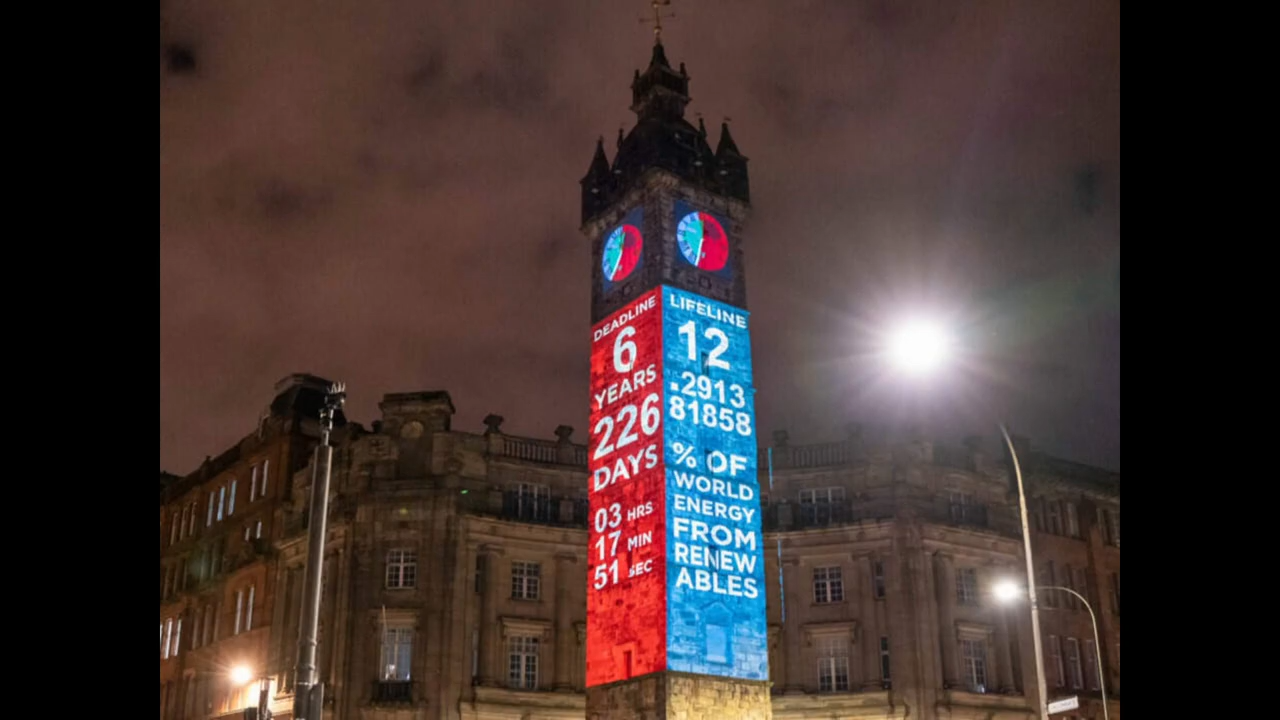 DEADLINE
6
YEARS
226
DAYS
03 HRS
17 MIN
51 SEC
LIFELINE
12
.2913
81858
% OF
WORLD
ENERGY
FROM
RENEW
ABLES